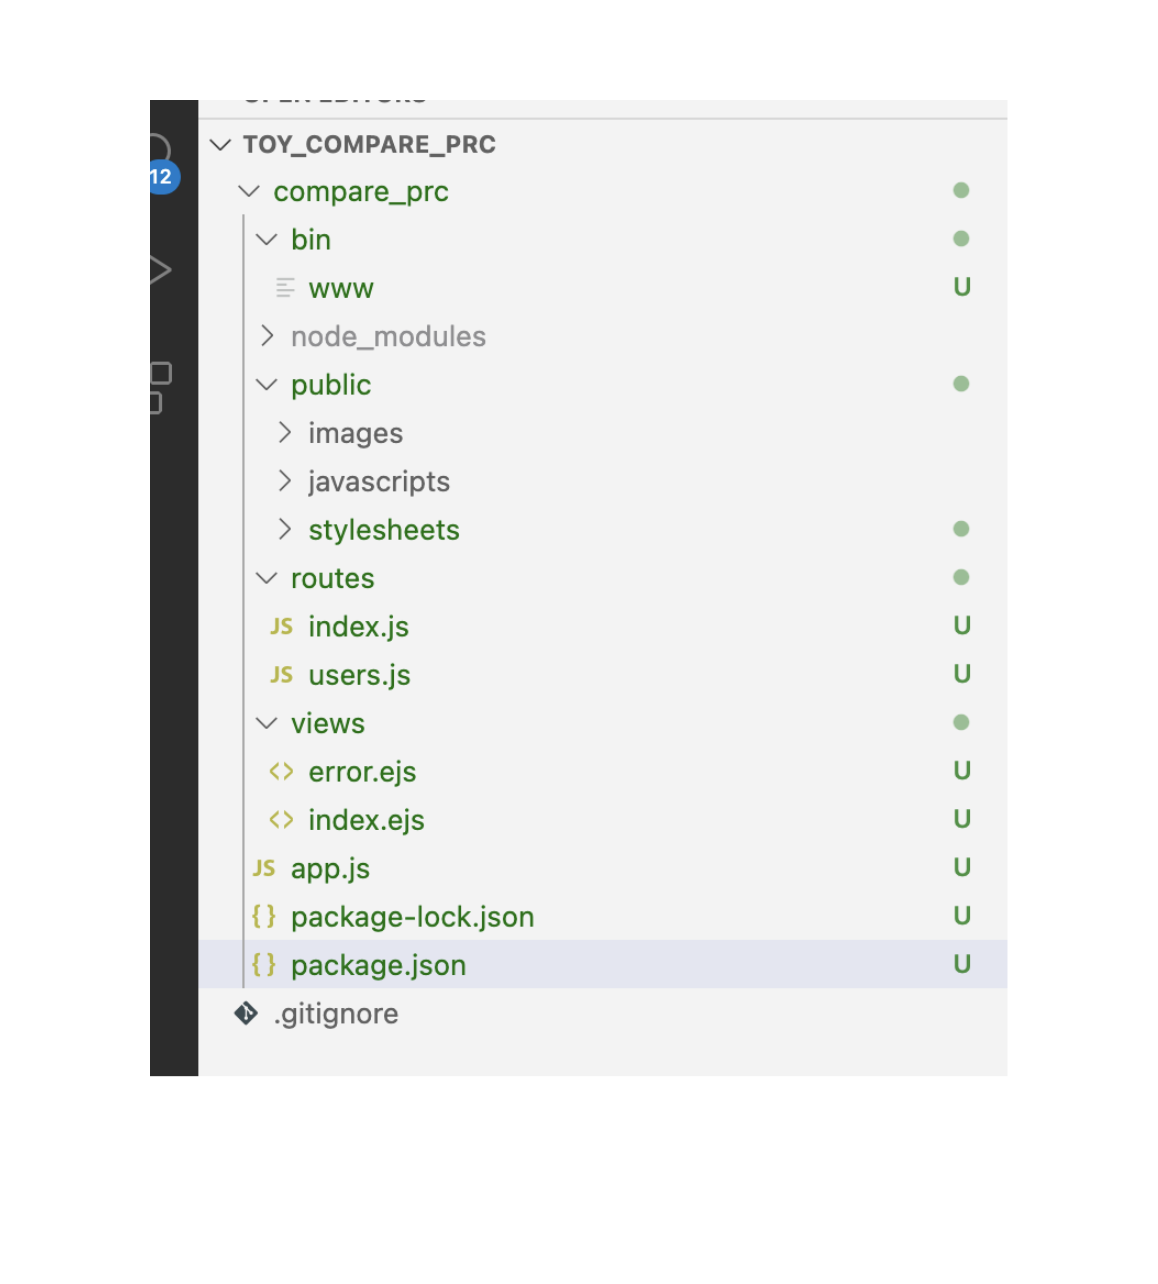 TOY_COMPARE_PRC
12
compare_prc
bin
www U
node_modules
public
images
javascripts
stylesheets
routes
JS index.js U
JS users.js U
views
<> error.ejs U
<> index.ejs U
JS app.js U
{} package-lock.json U
{} package.json U
.gitignore